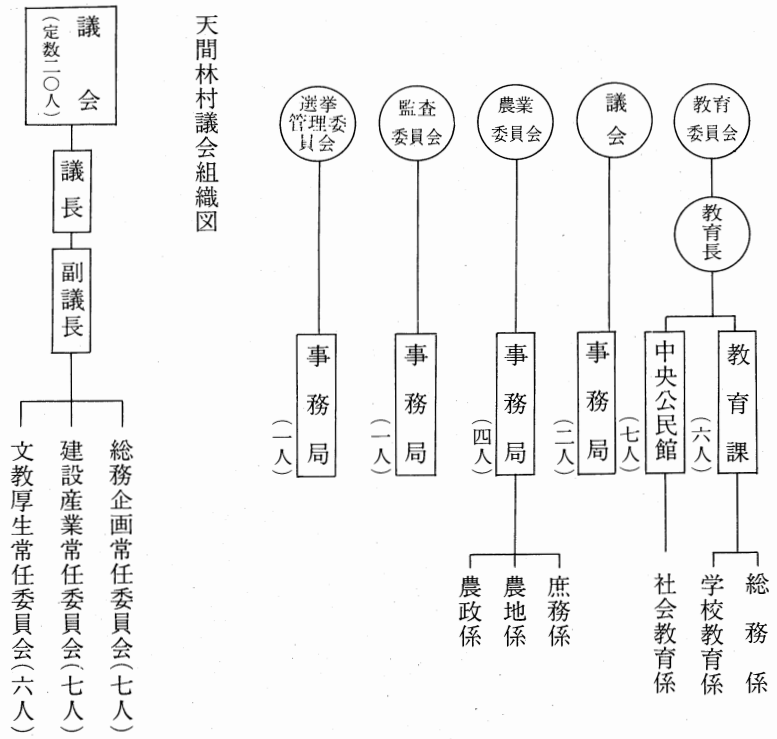 教育
委員会
教育長
教育課
(六人)
総務係
学校教育係
中央公民館
(七人)
社会教育係
議会
事務局
(二人)
農業
委員会
事務局
(四人)
庶務係
農地係
農政係
監査
委員会
事務局
(一人)
選挙
管理委
員会
事務局
(一人)
天間林村議会組織図
議会
(定数二〇人)
議長
副議長
総務企画常任委員会(七人)
建設産業常任委員会(七人)
文教厚生常任委員会(六人)